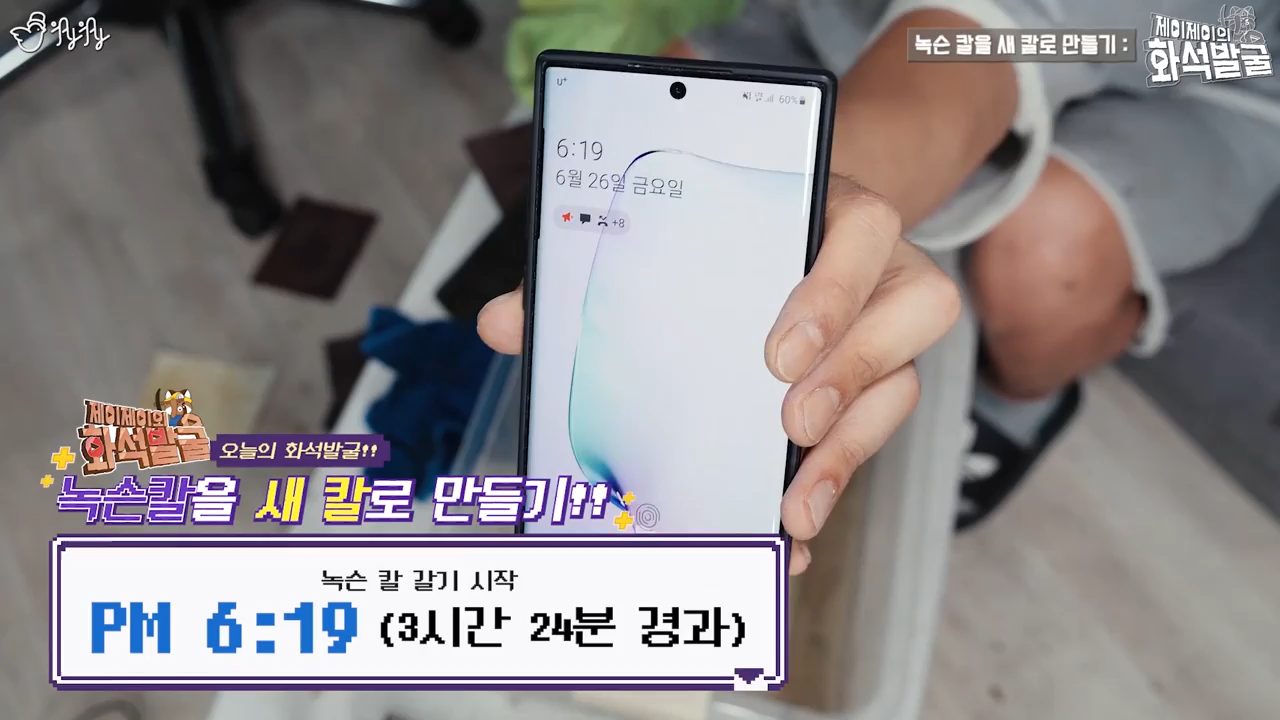 녹슨 칼을 새 칼로 만들기 :
제이제이의
화석발굴
U+
60%
6:19
6월 26일 금요일
+8
제이제이의
화석발굴
오늘의 화석발굴!!
녹슨칼을 새 칼로 만들기!!
녹슨 칼 갈기 시작
PM 6:19 (3시간 24분 경과)